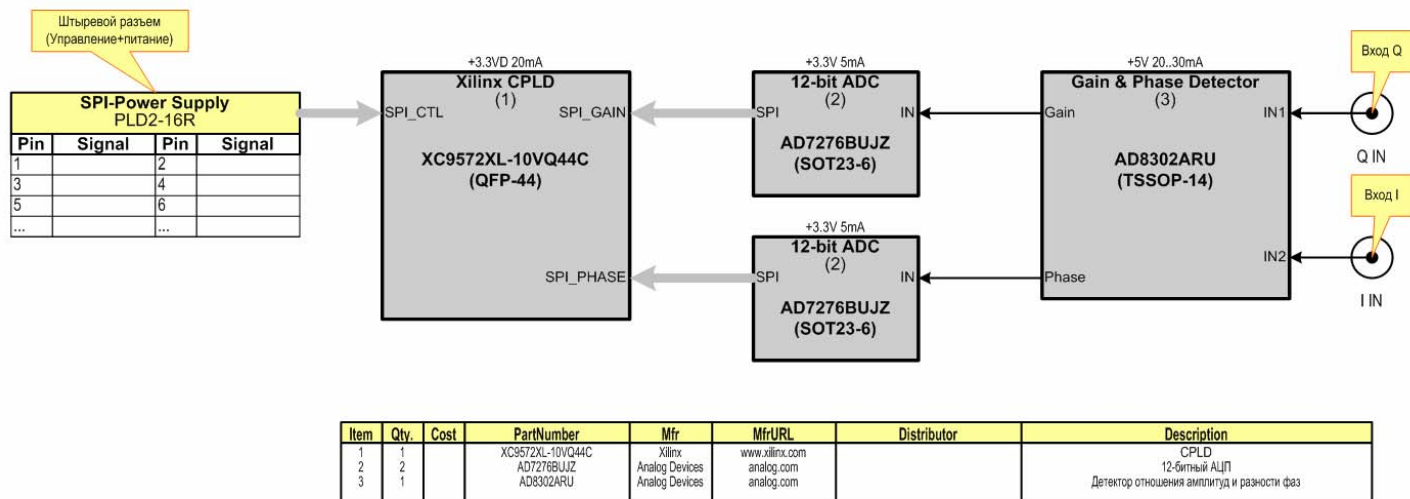 Штыревой разъем
(Управление+питание)
SPI-Power Supply
PLD2-16R
Pin Signal Pin Signal
1 2
3 4
5 6
... ...
+3.3VD 20mA
Xilinx CPLD
(1)
SPI_CTL SPI_GAIN
XC9572XL-10VQ44C
(QFP-44)
SPI_PHASE
+3.3V 5mA
12-bit ADC
(2)
SPI IN
AD7276BUJZ
(SOT23-6)
+3.3V 5mA
12-bit ADC
(2)
SPI IN
AD7276BUJZ
(SOT23-6)
+5V 20..30mA
Gain & Phase Detector
(3)
Gain IN1
AD8302ARU
(TSSOP-14)
IN2
Phase
Вход Q
Q IN
Вход I
I IN
Item Qty. Cost PartNumber Mfr MfrURL Distributor Description
1 1 XC9572XL-10VQ44C Xilinx www.xilinx.com CPLD
2 2 AD7276BUJZ Analog Devices analog.com 12-битный АЦП
3 1 AD8302ARU Analog Devices analog.com Детектор отношения амплитуд и разности фаз